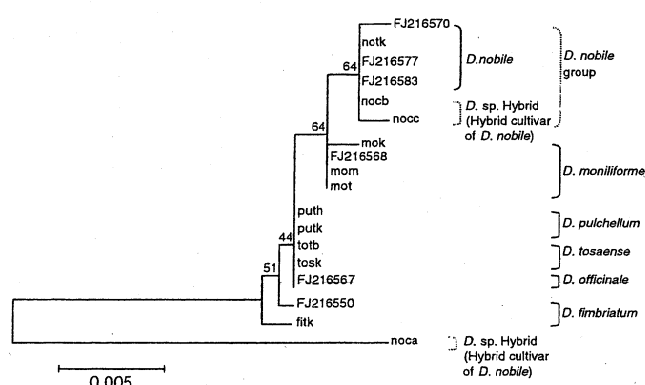 FJ216570
nctk
64
FJ216577
D.nobile
D. nobile
group
FJ216583
nocb
nocc
D. sp. Hybrid
(Hybrid cultivar
of D. nobile)
64
mok
FJ216568
mom
mot
D. moniliforme
puth
putk
D. pulchellum
44
totb
tosk
D. tosaense
FJ216567
D. officinale
51
FJ216550
fitk
D. fimbriatum
noca
D. sp. Hybrid
(Hybrid cultivar
of D. nobile)
0.005